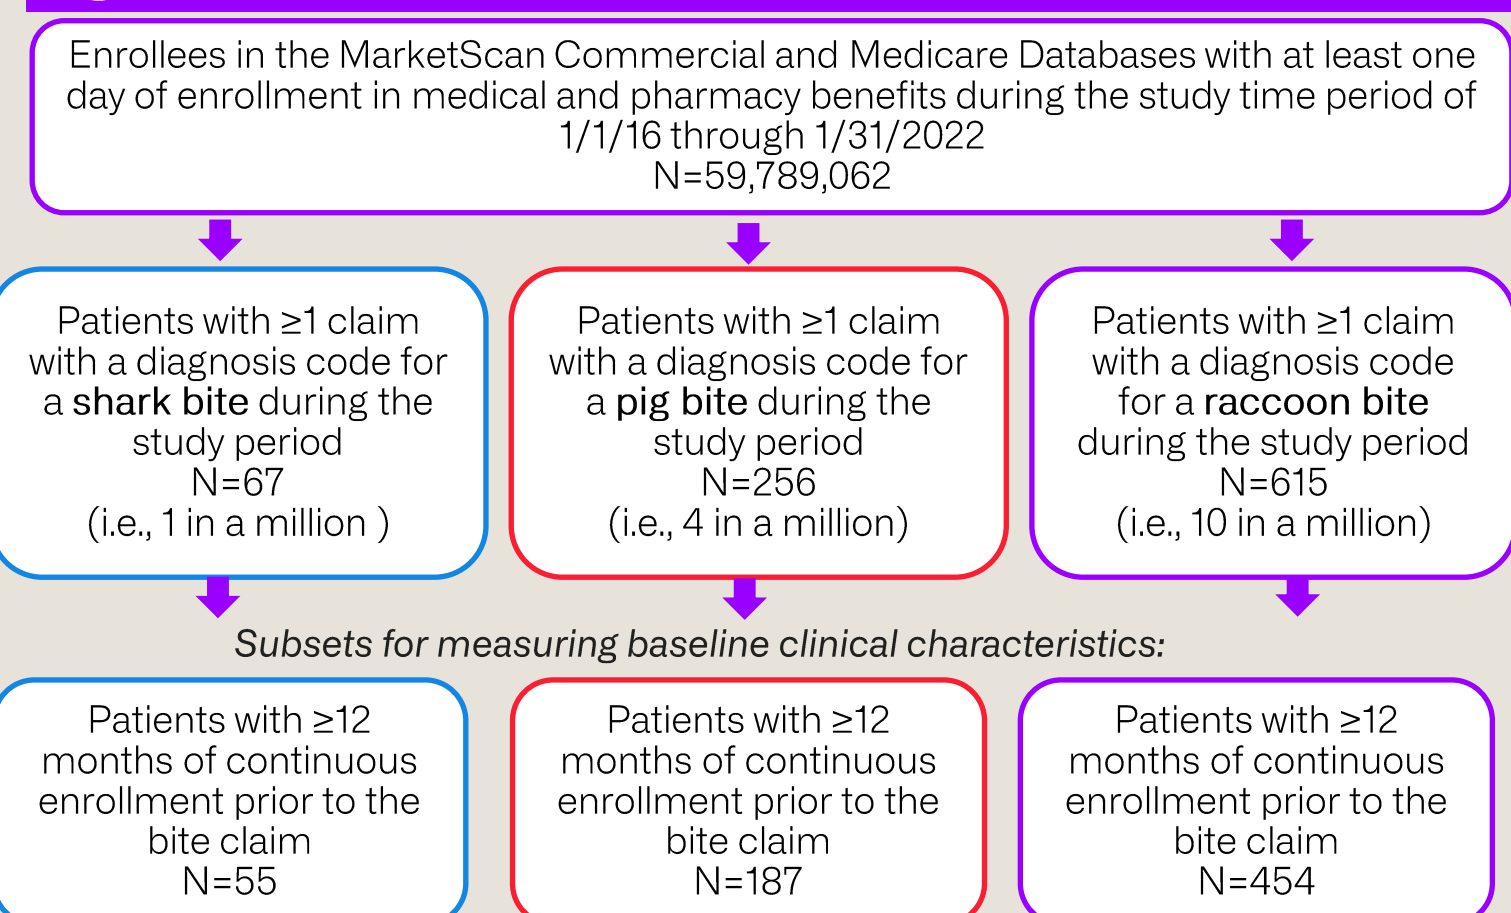 Enrollees in the MarketScan Commercial and Medicare Databases with at least one
day of enrollment in medical and pharmacy benefits during the study time period of
1/1/16 through 1/31/2022
N=59,789,062
Patients with ≥1 claim
with a diagnosis code for
a shark bite during the
study period
N=67
(i.e., 1 in a million )
Patients with ≥1 claim
with a diagnosis code for
a pig bite during the
study period
N=256
(i.e., 4 in a million)
Patients with ≥1 claim
with a diagnosis code
for a raccoon bite
during the study period
N=615
(i.e., 10 in a million)
Subsets for measuring baseline clinical characteristics:
Patients with ≥12
months of continuous
enrollment prior to the
bite claim
N=55
Patients with ≥12
months of continuous
enrollment prior to the
bite claim
N=187
Patients with ≥12
months of continuous
enrollment prior to the
bite claim
N=454